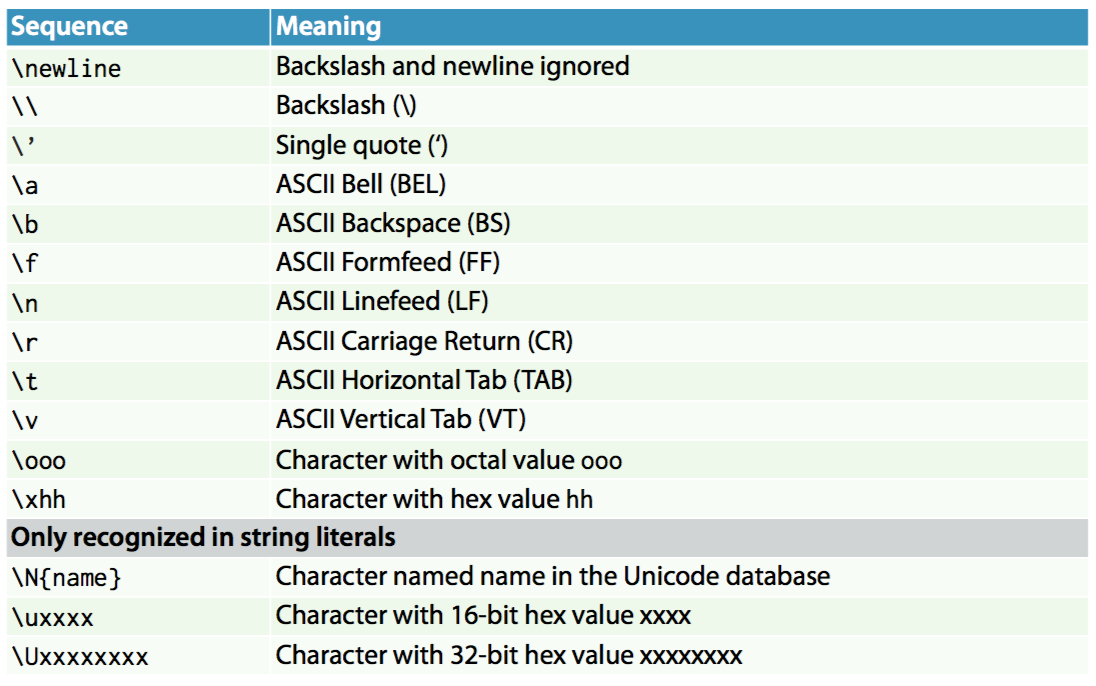 Sequence Meaning
\newline Backslash and newline ignored
\\ Backslash (\)
\’ Single quote (‘)
\a ASCII Bell (BEL)
\b ASCII Backspace (BS)
\f ASCII Formfeed (FF)
\n ASCII Linefeed (LF)
\r ASCII Carriage Return (CR)
\t ASCII Horizontal Tab (TAB)
\v ASCII Vertical Tab (VT)
\ooo Character with octal value ooo
\xhh Character with hex value hh
Only recognized in string literals
\N{name} Character named name in the Unicode database
\uxxxx Character with 16-bit hex value xxxx
\Uxxxxxxxx Character with 32-bit hex value xxxxxxxx